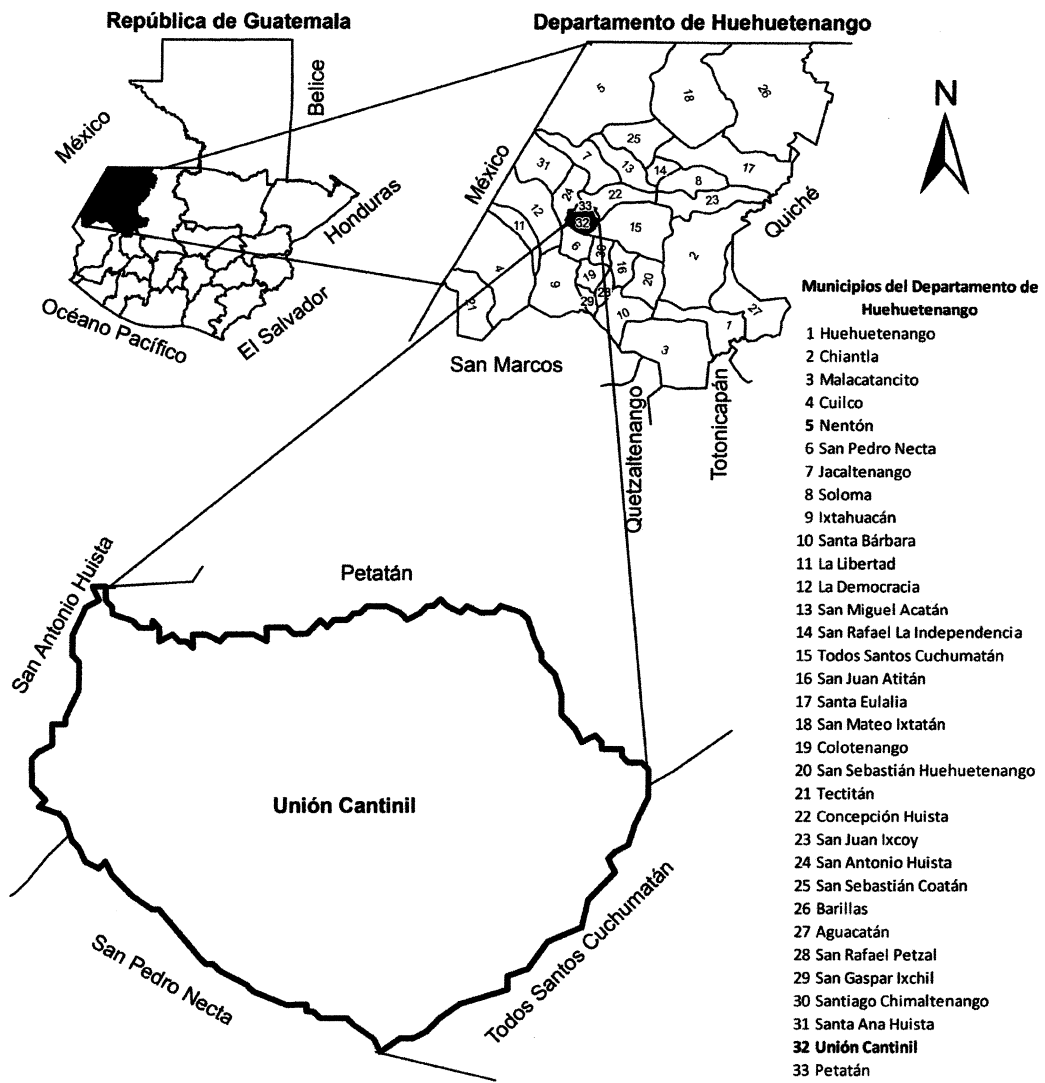 República de Guatemala
Departamento de Huehuetenango
México
Belice
Honduras
El Salvador
Océano Pacífico
N
México
Quiché
San Marcos
Quetzaltenango
Totonicapán
5
18
26
25
31
7
13
14
17
8
23
24
22
33
12
32
11
15
6
30
2
4
9
19
16
20
21
28
29
10
27
1
3
Municipios del Departamento de
Huehuetenango
1 Huehuetenango
2 Chiantla
3 Malacatancito
4 Cuilco
5 Nentón
6 San Pedro Necta
7 Jacaltenango
8 Soloma
9 Ixtahuacán
10 Santa Bárbara
11 La Libertad
12 La Democracia
13 San Miguel Acatán
14 San Rafael La Independencia
15 Todos Santos Cuchumatán
16 San Juan Atitán
17 Santa Eulalia
18 San Mateo Ixtatán
19 Colotenango
20 San Sebastián Huehuetenango
21 Tectitán
22 Concepción Huista
23 San Juan Ixcoy
24 San Antonio Huista
25 San Sebastián Coatán
26 Barillas
27 Aguacatán
28 San Rafael Petzal
29 San Gaspar Ixchil
30 Santiago Chimaltenango
31 Santa Ana Huista
32 Unión Cantinil
33 Petatán
San Antonio Huista
Petatán
Unión Cantinil
San Pedro Necta
Todos Santos Cuchumatán